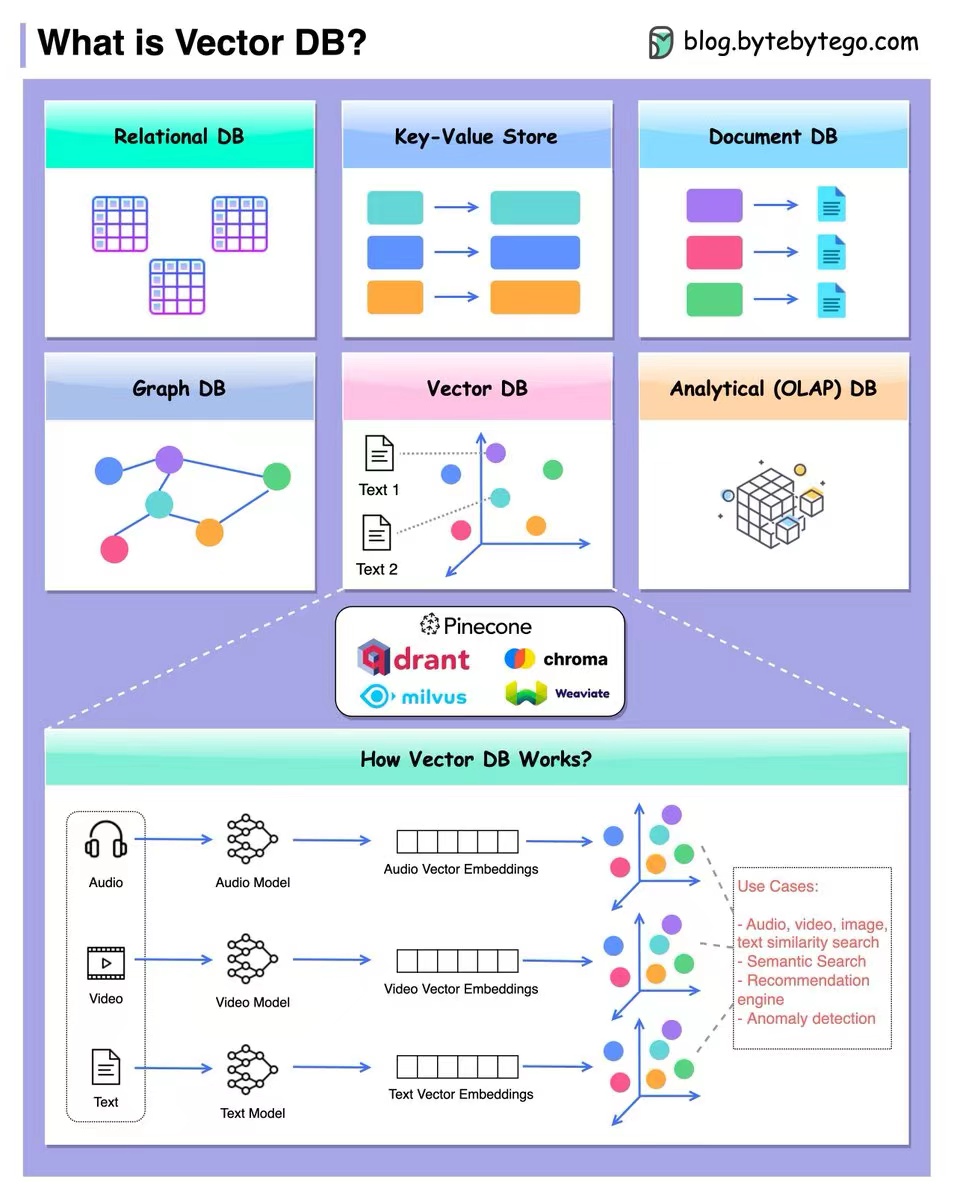 What is Vector DB?
blog.bytebytego.com
Relational DB
Key-Value Store
Document DB
Graph DB
Vector DB
Analytical (OLAP) DB
Text 1
Text 2
Pinecone
qdrant
chroma
milvus
Weaviate
How Vector DB Works?
Audio
Audio Model
Audio Vector Embeddings
Video
Video Model
Video Vector Embeddings
Text
Text Model
Text Vector Embeddings
Use Cases:
- Audio, video, image,
text similarity search
- Semantic Search
- Recommendation
engine
- Anomaly detection